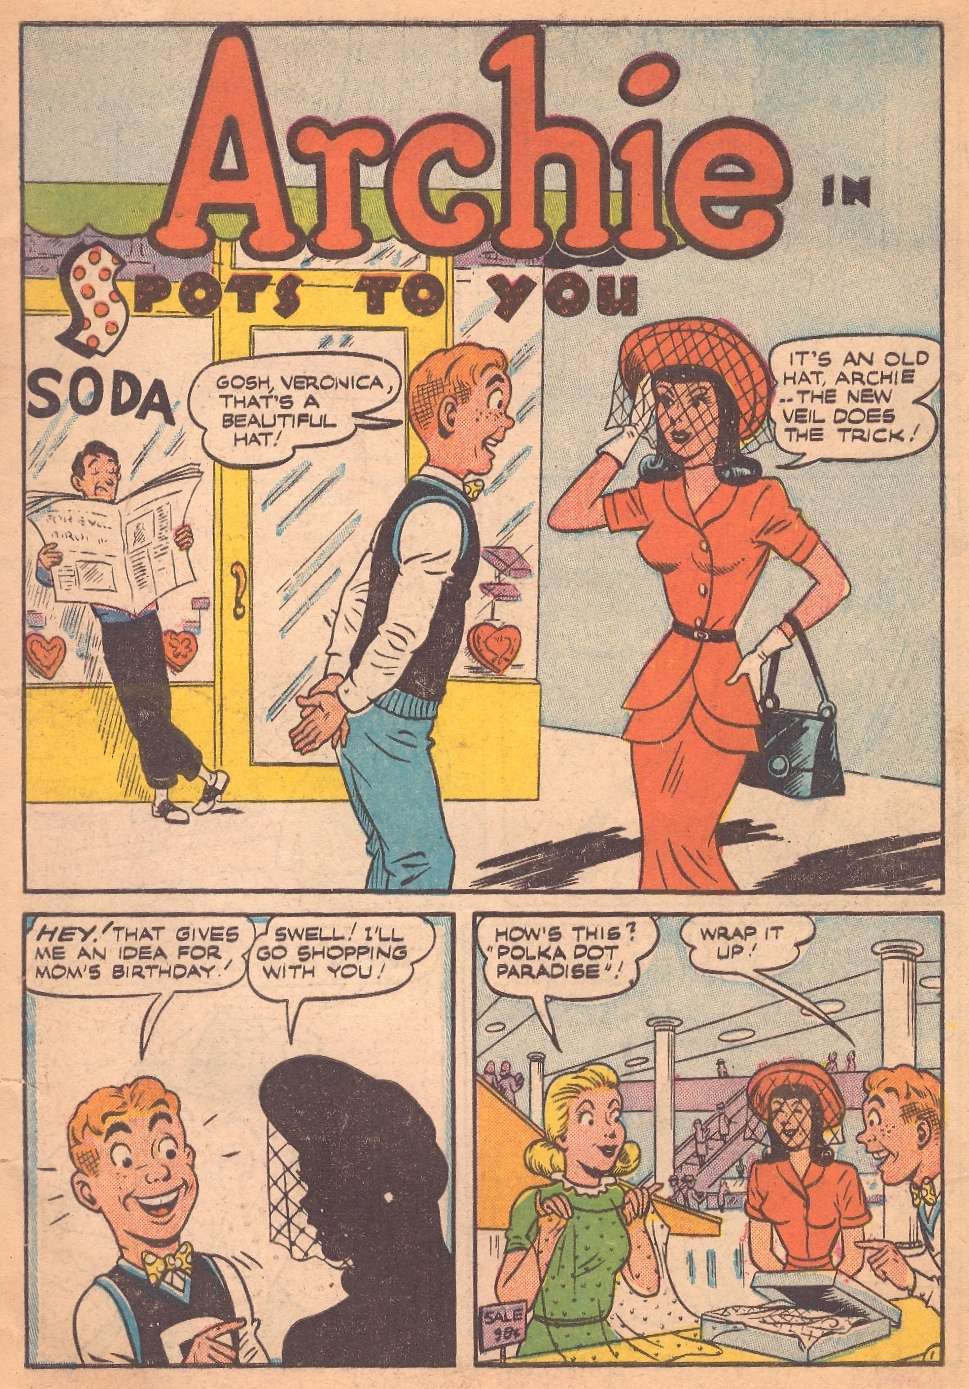 Archie IN
SPOTS TO YOU
SODA
GOSH, VERONICA,
THAT'S A
BEAUTIFUL
HAT!
IT'S AN OLD
HAT, ARCHIE
--THE NEW
VEIL DOES
THE TRICK!
HEY! THAT GIVES
ME AN IDEA FOR
MOM'S BIRTHDAY!
SWELL! I'LL
GO SHOPPING
WITH YOU!
HOW'S THIS?
"POLKA DOT
PARADISE"!
WRAP IT
UP!
SALE
98¢
1